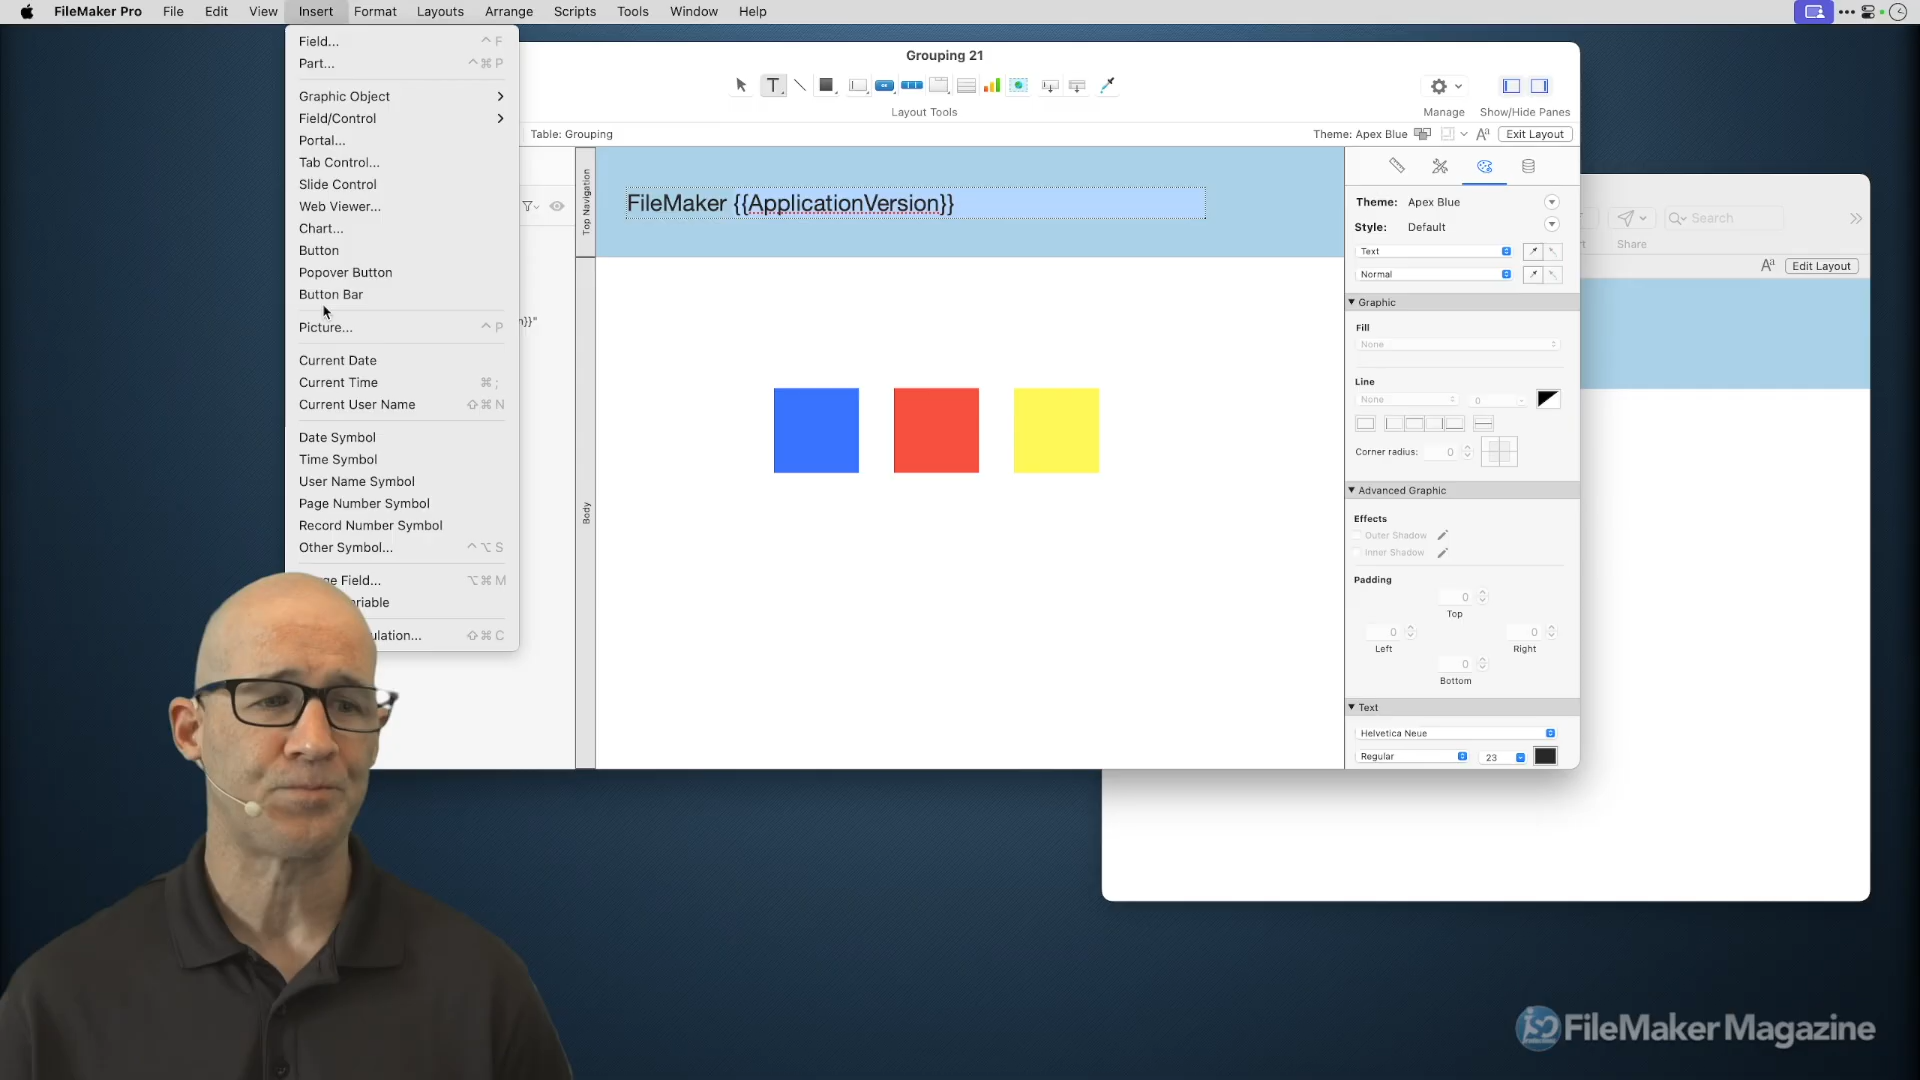 FileMaker Pro File Edit View Insert Format Layouts Arrange Scripts Tools Window Help
Field... ^ F
Part... ^ ⌘ P
Graphic Object >
Field/Control >
Portal...
Tab Control...
Slide Control
Web Viewer...
Chart...
Button
Popover Button
Button Bar
Picture... ^ P
Current Date
Current Time ⌘ ;
Current User Name ⇧ ⌘ N
Date Symbol
Time Symbol
User Name Symbol
Page Number Symbol
Record Number Symbol
Other Symbol... ^ ⌥ S
Field... ⌥ ⌘ M
⇧ ⌘ C
Grouping 21
Layout Tools
Manage
Show/Hide Panes
Table: Grouping
Theme: Apex Blue
Exit Layout
Top Navigation
FileMaker {{ApplicationVersion}}
Body
Theme: Apex Blue
Style: Default
Text
Normal
Graphic
Fill
None
Line
None 0
Corner radius: 0
Advanced Graphic
Effects
Outer Shadow
Inner Shadow
Padding
0
Top
0 0
Left Right
0
Bottom
Text
Helvetica Neue
Regular 23
Search
Share
Edit Layout
FileMaker Magazine